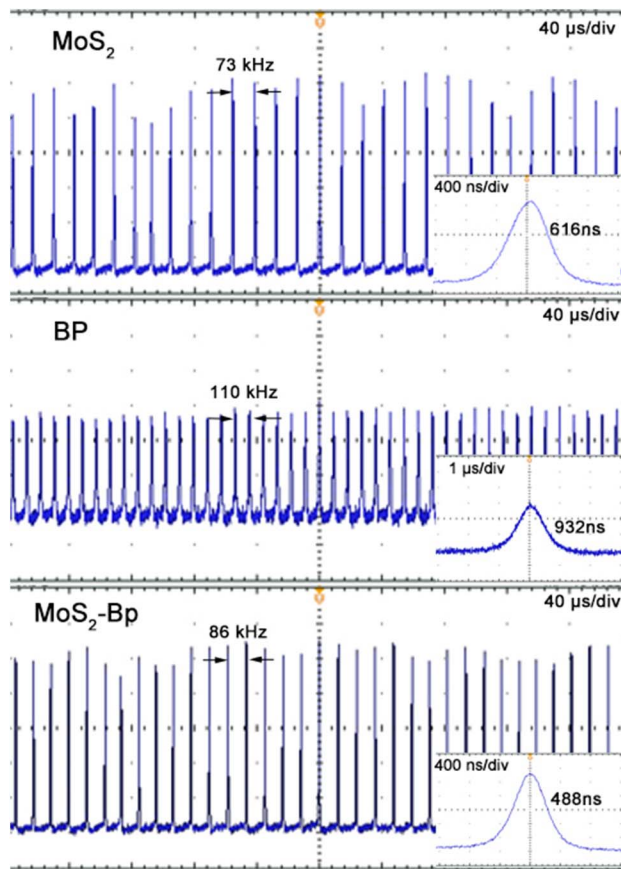 MoS₂
40 µs/div
73 kHz
400 ns/div
616ns
BP
40 µs/div
110 kHz
1 µs/div
932ns
MoS₂-Bp
40 µs/div
86 kHz
400 ns/div
488ns